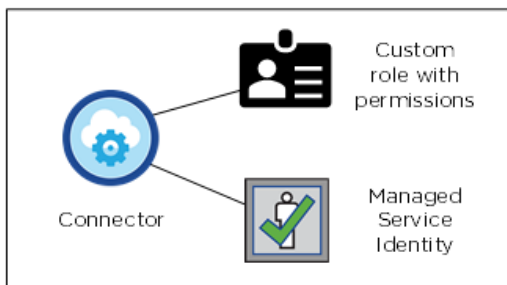 Custom
role with
permissions
Connector
Managed
Service
Identity